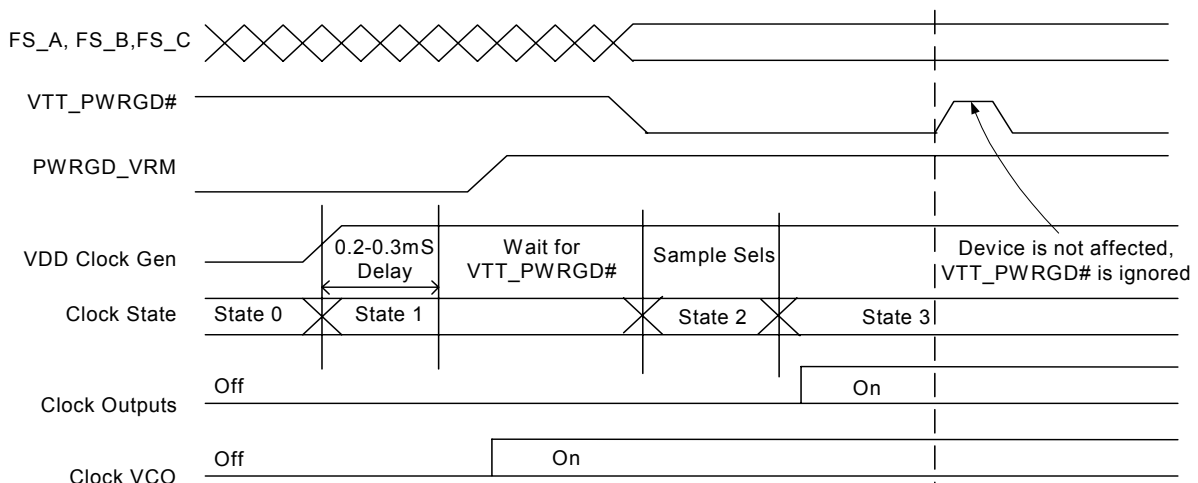 FS_A, FS_B,FS_C
VTT_PWRGD#
PWRGD_VRM
VDD Clock Gen
0.2-0.3mS
Delay
Wait for
VTT_PWRGD#
Sample Sels
Device is not affected,
VTT_PWRGD# is ignored
Clock State
State 0
State 1
State 2
State 3
Clock Outputs
Off
On
Clock VCO
Off
On